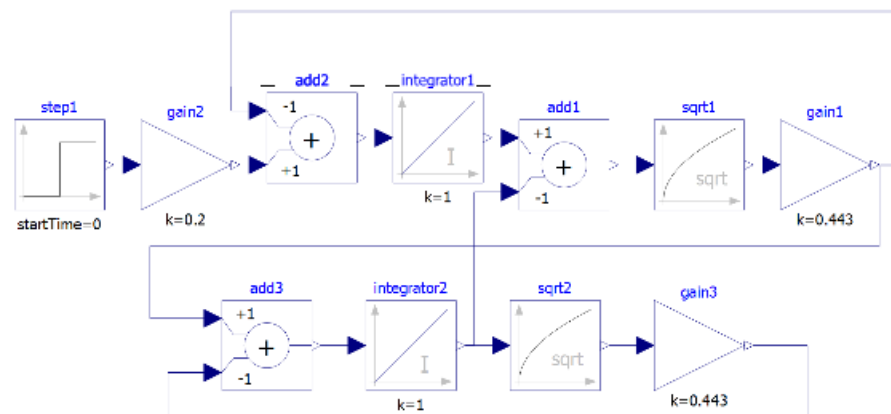 add2
integrator1
step1
gain2
add1
sqrt1
gain1
-1
+
+1
I
+1
+
-1
sqrt
k=1
startTime=0
k=0.2
k=0.443
add3
integrator2
sqrt2
gain3
+1
+
-1
I
sqrt
k=1
k=0.443